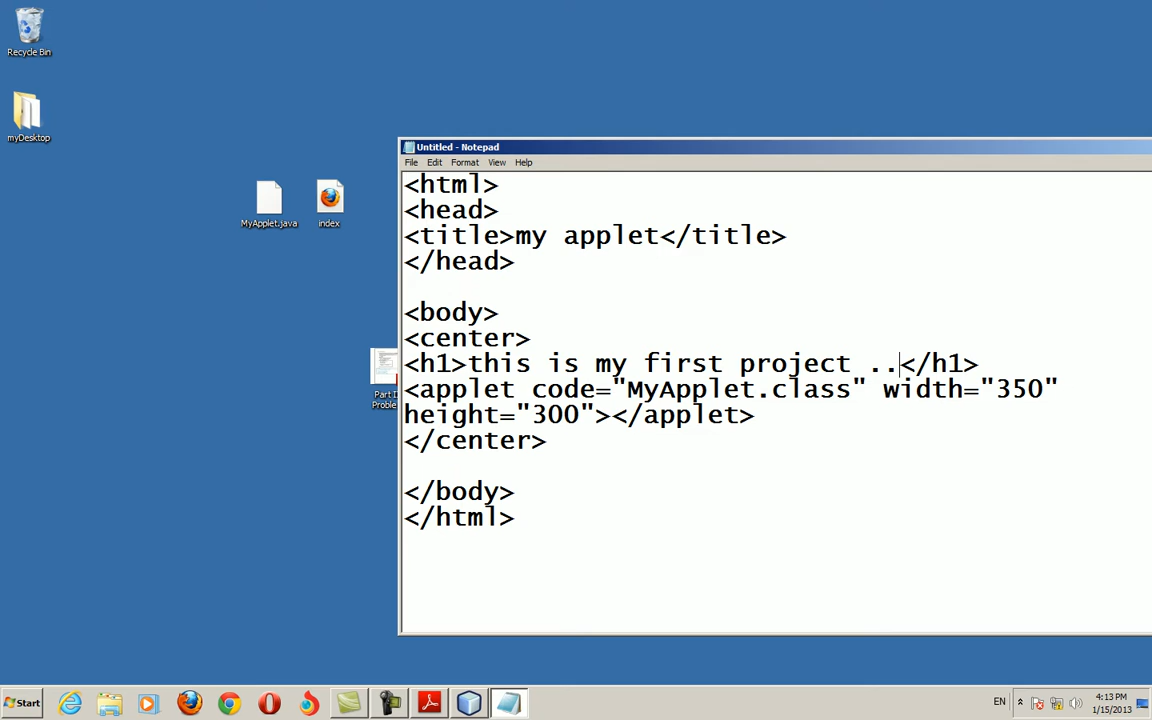 Recycle Bin
myDesktop
MyApplet.java
index
Part I
Proble
Untitled - Notepad
File Edit Format View Help
<html>
<head>
<title>my applet</title>
</head>
<body>
<center>
<h1>this is my first project ..</h1>
<applet code="MyApplet.class" width="350"
height="300"></applet>
</center>
</body>
</html>
Start
EN
4:13 PM
1/15/2013